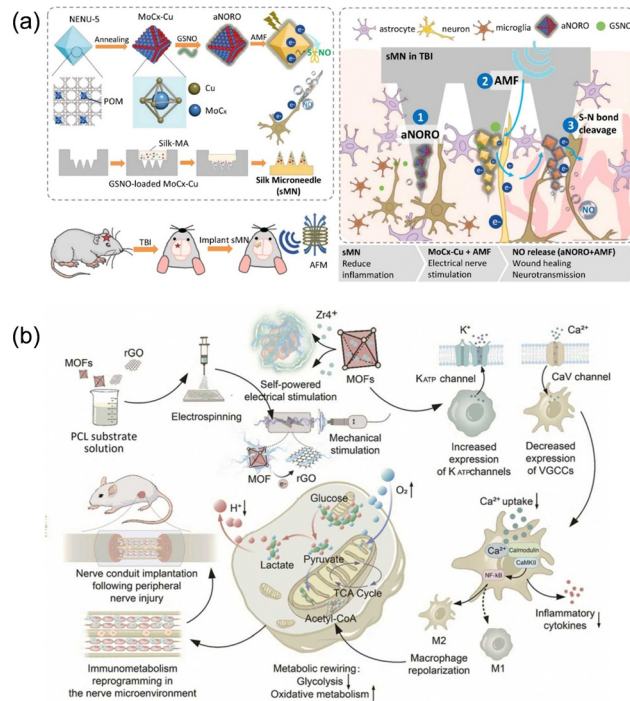 (a)
NENU-5
MoCx-Cu
aNORO
Annealing
GSNO
AMF
e-
e-
S
NO
POM
Cu
MoCx
NO
Silk-MA
GSNO-loaded MoCx-Cu
Silk Microneedle
(sMN)
TBI
Implant sMN
AFM
astrocyte
neuron
microglia
aNORO
GSNO
sMN in TBI
2 AMF
1
aNORO
3
S-N bond
cleavage
e-
e-
NO
sMN
Reduce
inflammation
MoCx-Cu + AMF
Electrical nerve
stimulation
NO release (aNORO+AMF)
Wound healing
Neurotransmission
(b)
MOFs
rGO
PCL substrate
solution
Electrospinning
Zr4+
MOFs
Self-powered
electrical stimulation
Mechanical
stimulation
MOF
e-
rGO
K+
KATP channel
Increased
expression
of KATPchannels
Ca2+
CaV channel
Decreased
expression
of VGCCs
Ca2+ uptake
Ca2+
Calmodulin
CaMKII
NF-kB
Inflammatory
cytokines
M2
M1
Macrophage
repolarization
H+
O2
Glucose
Lactate
Pyruvate
TCA Cycle
Acetyl-CoA
Metabolic rewiring:
Glycolysis
Oxidative metabolism
Nerve conduit implantation
following peripheral
nerve injury
Immunometabolism
reprogramming in
the nerve microenvironment